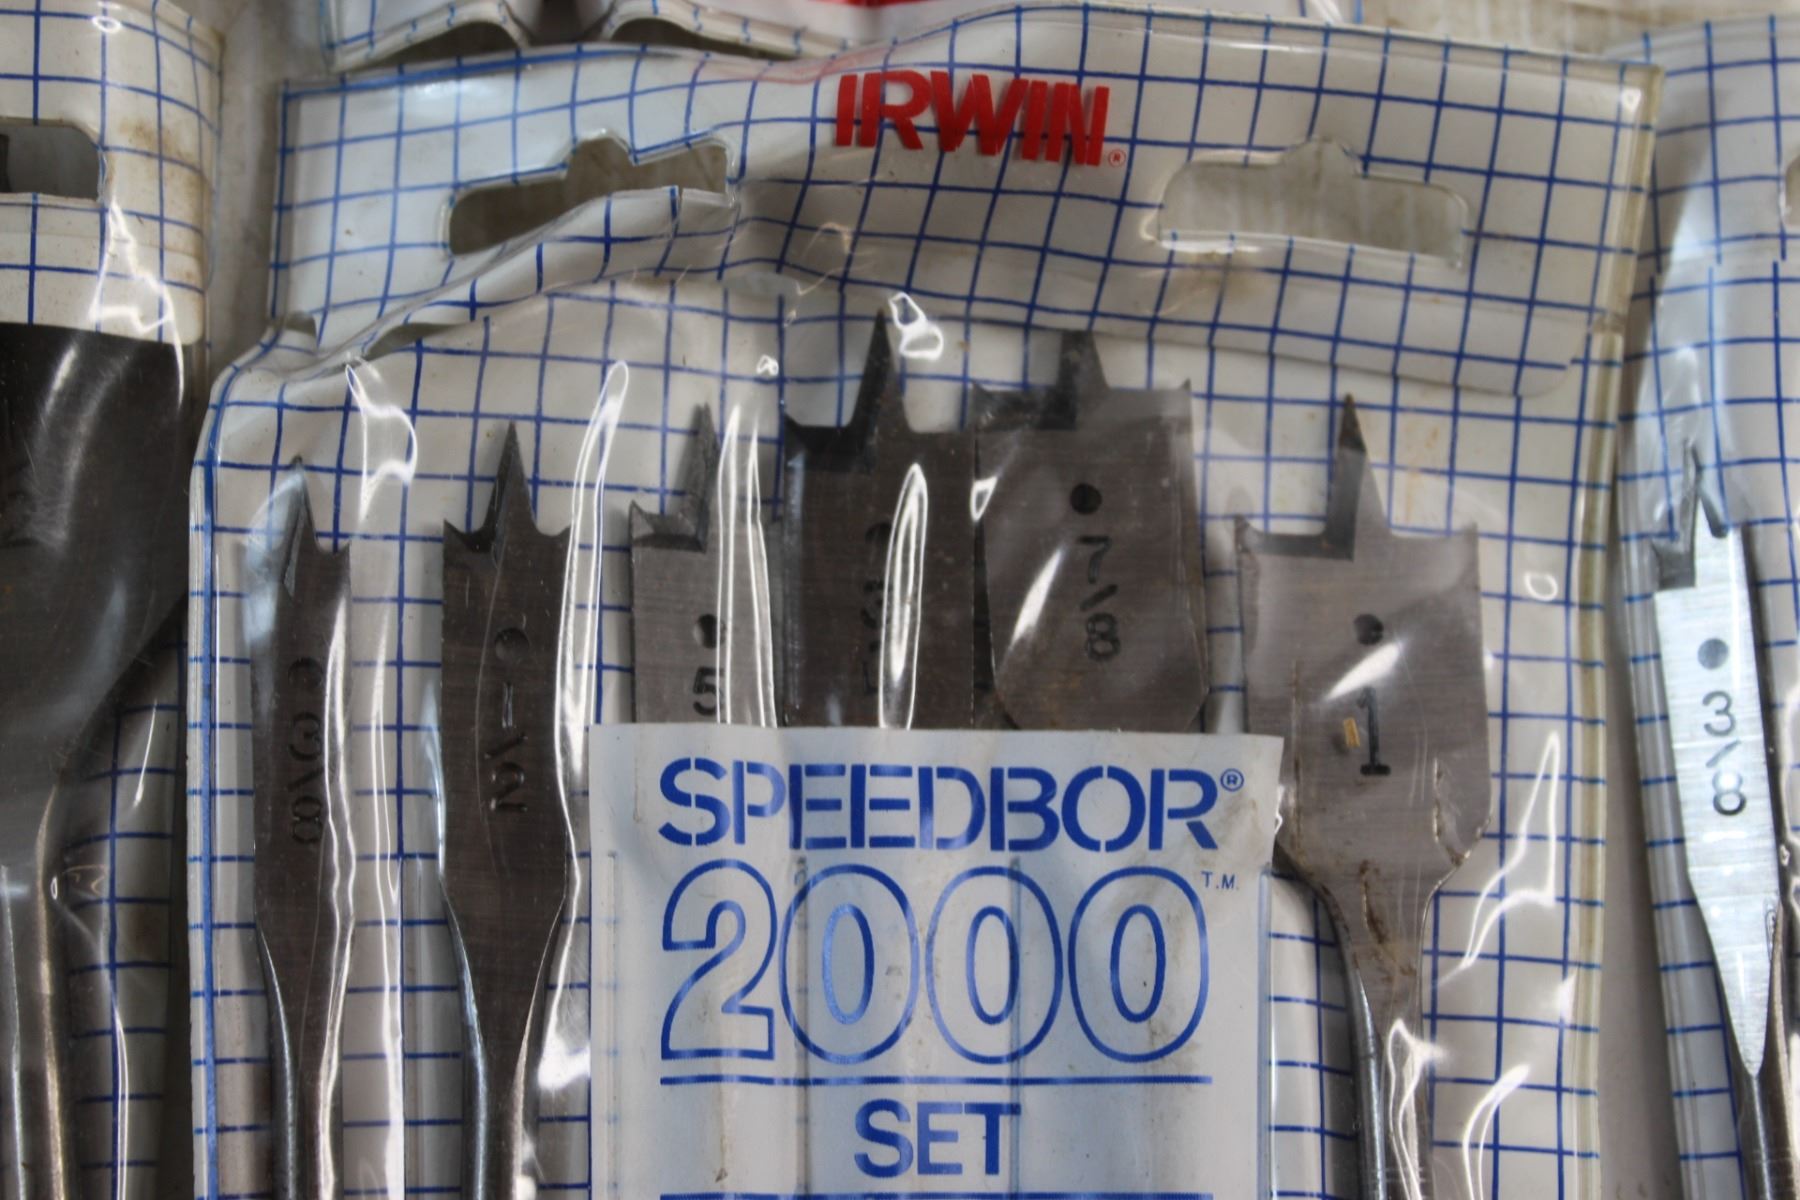 IRWIN®
3/8
1/2
5
7/8
1
3/8
SPEEDBOR®
2000 T.M.
SET